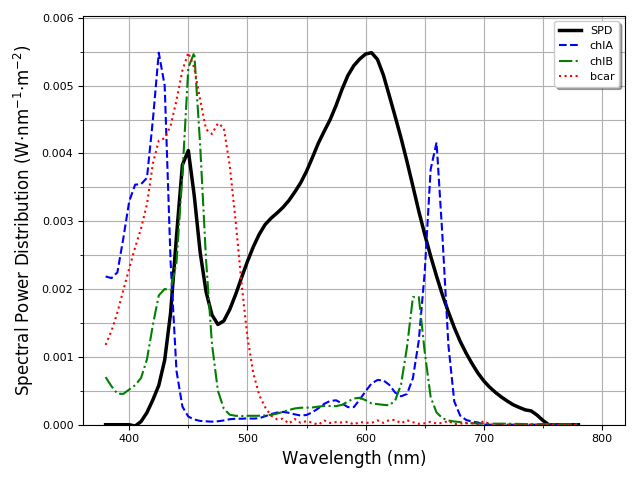 0.006
0.005
0.004
0.003
0.002
0.001
0.000
400
500
600
700
800
Wavelength (nm)
Spectral Power Distribution (W·nm⁻¹·m⁻²)
SPD
chlA
chlB
bcar